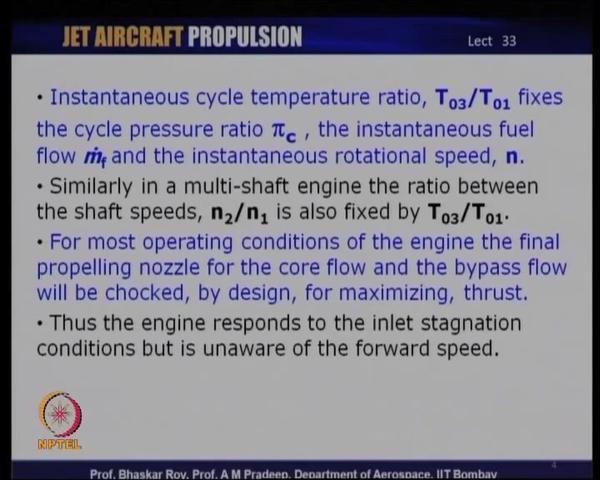 JET AIRCRAFT PROPULSION
Lect 33
• Instantaneous cycle temperature ratio, T03/T01 fixes
the cycle pressure ratio πc , the instantaneous fuel
flow ṁf and the instantaneous rotational speed, n.
• Similarly in a multi-shaft engine the ratio between
the shaft speeds, n2/n1 is also fixed by T03/T01.
• For most operating conditions of the engine the final
propelling nozzle for the core flow and the bypass flow
will be chocked, by design, for maximizing, thrust.
• Thus the engine responds to the inlet stagnation
conditions but is unaware of the forward speed.
NPTEL
4
Prof. Bhaskar Roy, Prof. A M Pradeep, Department of Aerospace, IIT Bombay